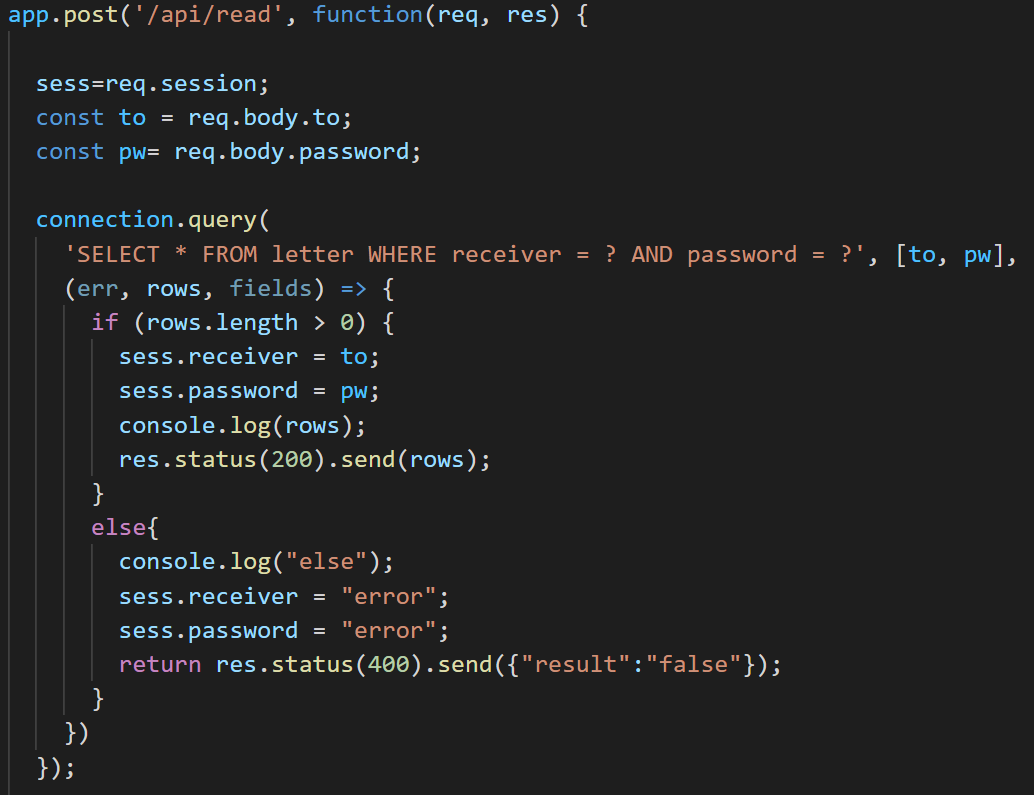 app.post('/api/read', function(req, res) {
sess=req.session;
const to = req.body.to;
const pw= req.body.password;
connection.query(
'SELECT * FROM letter WHERE receiver = ? AND password = ?', [to, pw],
(err, rows, fields) => {
if (rows.length > 0) {
sess.receiver = to;
sess.password = pw;
console.log(rows);
res.status(200).send(rows);
}
else{
console.log("else");
sess.receiver = "error";
sess.password = "error";
return res.status(400).send({"result":"false"});
}
})
});